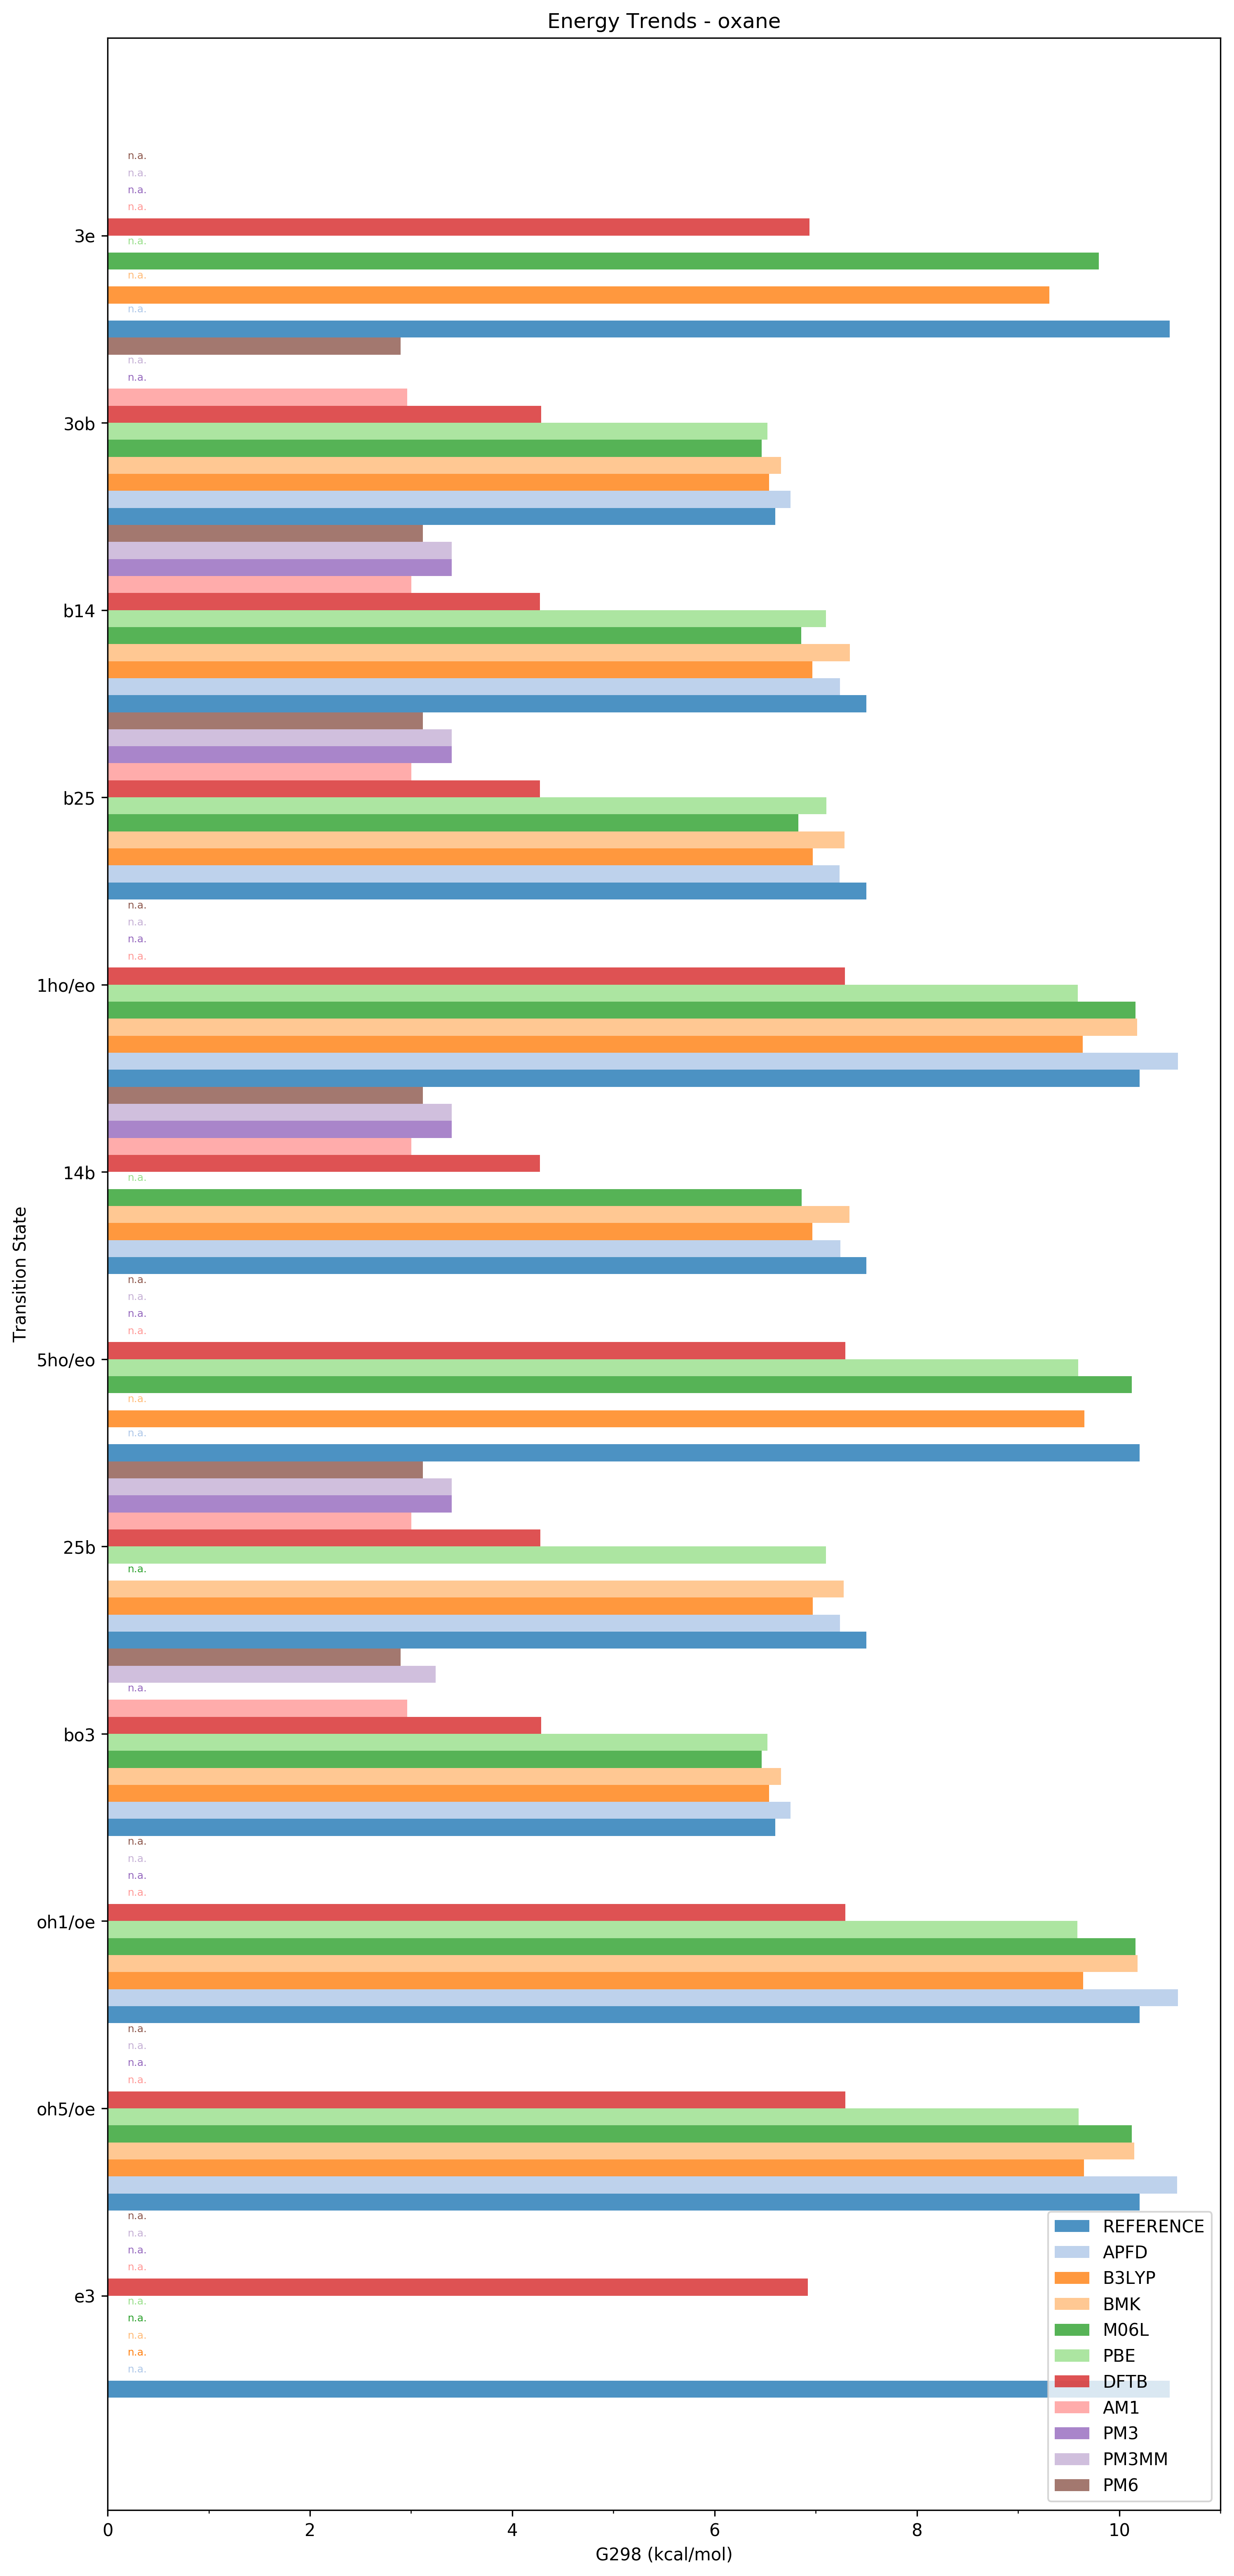 Energy Trends - oxane
n.a.
n.a.
n.a.
n.a.
3e
n.a.
n.a.
n.a.
n.a.
n.a.
3ob
b14
b25
n.a.
n.a.
n.a.
n.a.
1ho/eo
14b
n.a.
Transition State
n.a.
n.a.
n.a.
n.a.
5ho/eo
n.a.
n.a.
25b
n.a.
n.a.
bo3
n.a.
n.a.
n.a.
n.a.
oh1/oe
n.a.
n.a.
n.a.
n.a.
oh5/oe
n.a.
n.a.
n.a.
n.a.
e3
n.a.
n.a.
n.a.
n.a.
n.a.
REFERENCE
APFD
B3LYP
BMK
M06L
PBE
DFTB
AM1
PM3
PM3MM
PM6
0 2 4 6 8 10
G298 (kcal/mol)